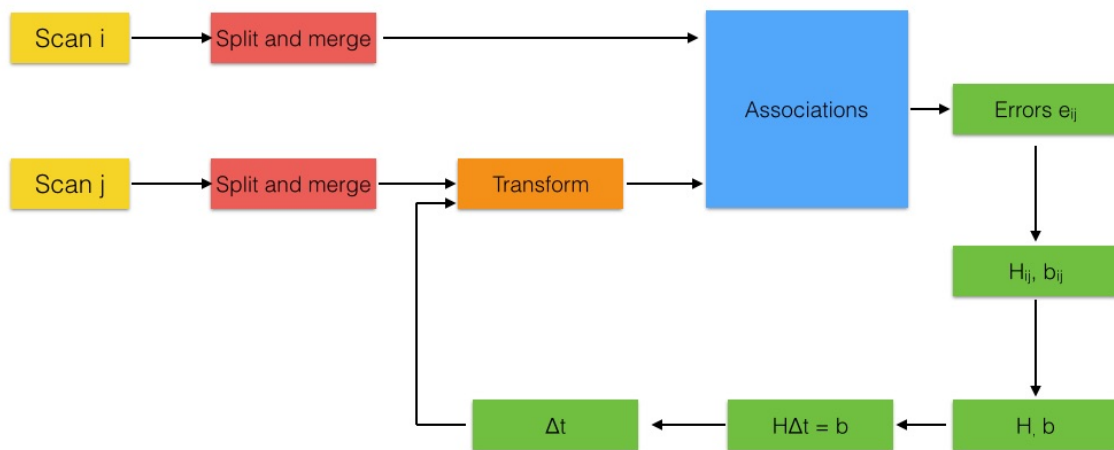 Scan i
Split and merge
Associations
Errors eᵢⱼ
Scan j
Split and merge
Transform
Hᵢⱼ, bᵢⱼ
Δt
HΔt = b
H, b